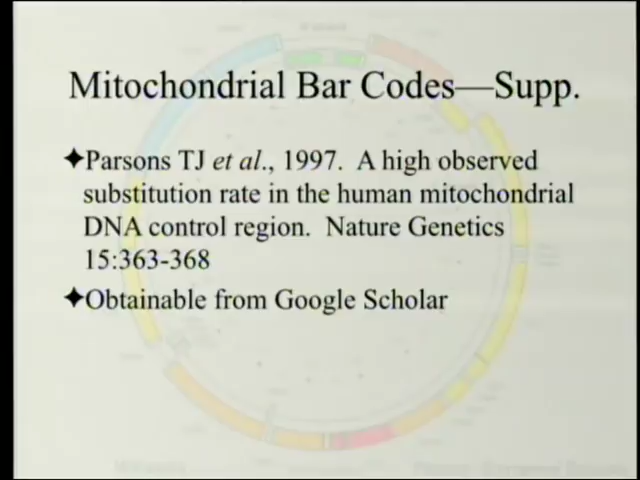 Mitochondrial Bar Codes—Supp.
✦Parsons TJ et al., 1997. A high observed
substitution rate in the human mitochondrial
DNA control region. Nature Genetics
15:363-368
✦Obtainable from Google Scholar